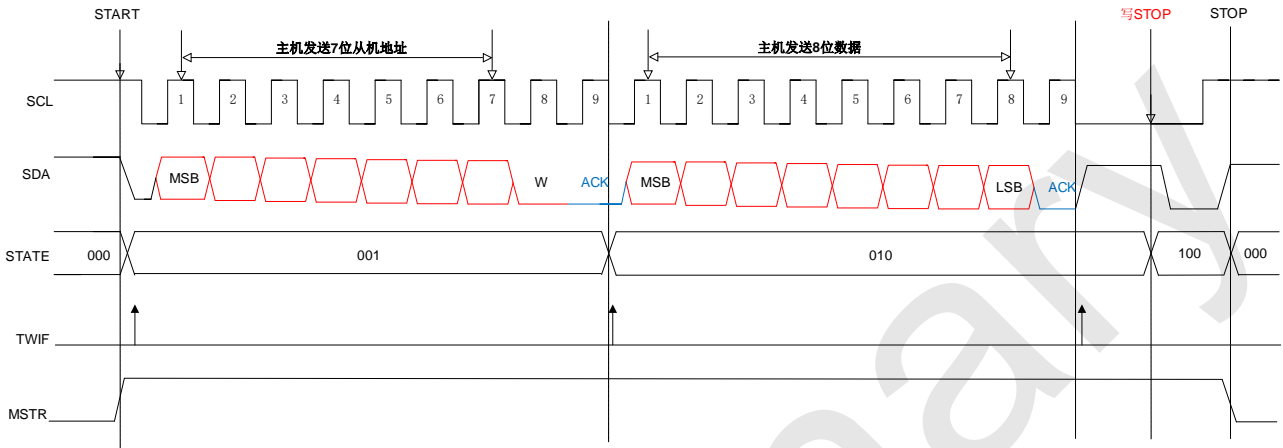 START
写STOP
STOP
主机发送7位从机地址
主机发送8位数据
SCL
1 2 3 4 5 6 7 8 9 1 2 3 4 5 6 7 8 9
SDA
MSB W ACK MSB LSB ACK
STATE
000 001 010 100 000
TWIF
MSTR
ary